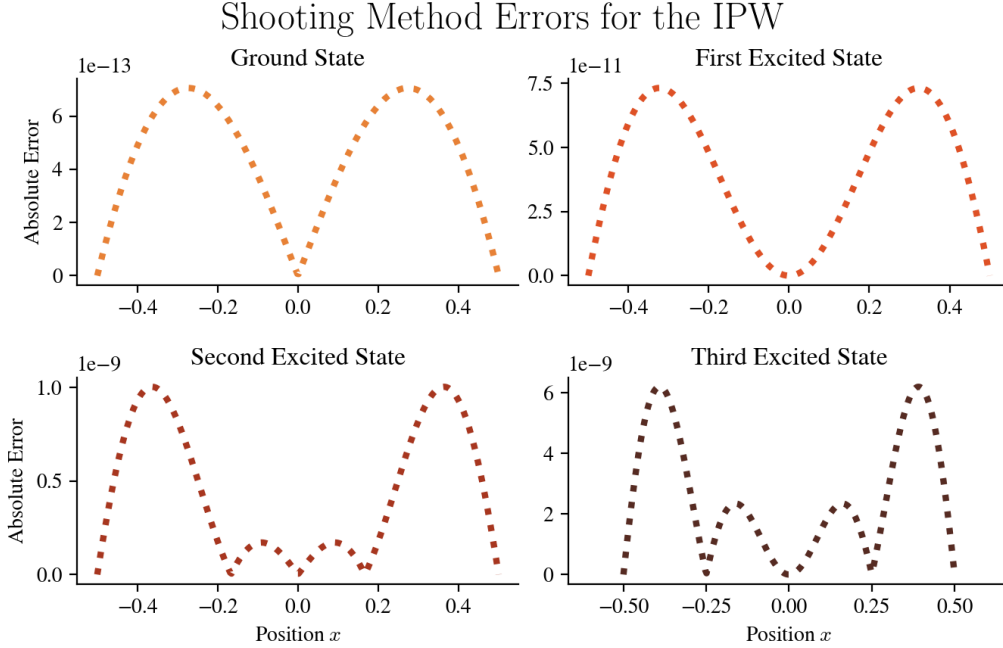 Shooting Method Errors for the IPW
Ground State
1e−13
Absolute Error
6
4
2
0
−0.4 −0.2 0.0 0.2 0.4
First Excited State
1e−11
7.5
5.0
2.5
0.0
−0.4 −0.2 0.0 0.2 0.4
Second Excited State
1e−9
Absolute Error
1.0
0.5
0.0
−0.4 −0.2 0.0 0.2 0.4
Position x
Third Excited State
1e−9
6
4
2
0
−0.50 −0.25 0.00 0.25 0.50
Position x